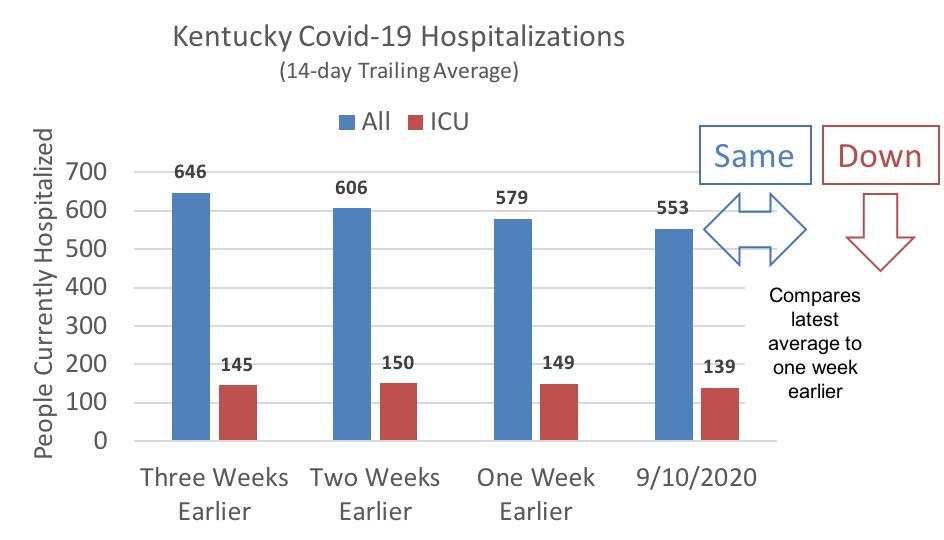 Kentucky Covid-19 Hospitalizations
(14-day Trailing Average)
All
ICU
Same
Down
People Currently Hospitalized
700
600
500
400
300
200
100
0
646
145
606
150
579
149
553
139
Compares
latest
average to
one week
earlier
Three Weeks
Earlier
Two Weeks
Earlier
One Week
Earlier
9/10/2020